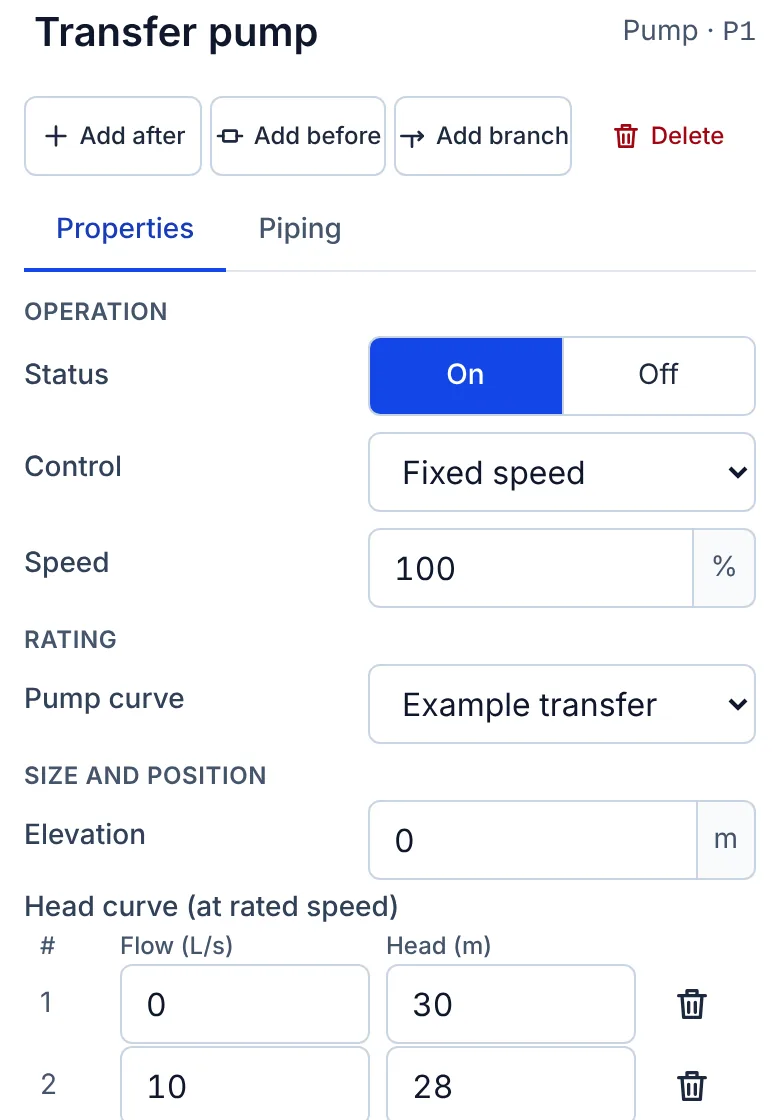 Transfer pump
Pump · P1
Add after
Add before
Add branch
Delete
Properties
Piping
OPERATION
Status
On
Off
Control
Fixed speed
Speed
100
%
RATING
Pump curve
Example transfer
SIZE AND POSITION
Elevation
0
m
Head curve (at rated speed)
# Flow (L/s) Head (m)
1 0 30
2 10 28